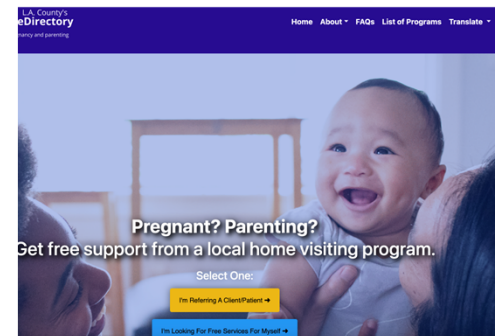 L.A. County's
eDirectory
nancy and parenting
Home About FAQs List of Programs Translate
Pregnant? Parenting?
Get free support from a local home visiting program.
Select One:
I'm Referring A Client/Patient ➔
I'm Looking For Free Services For Myself ➔